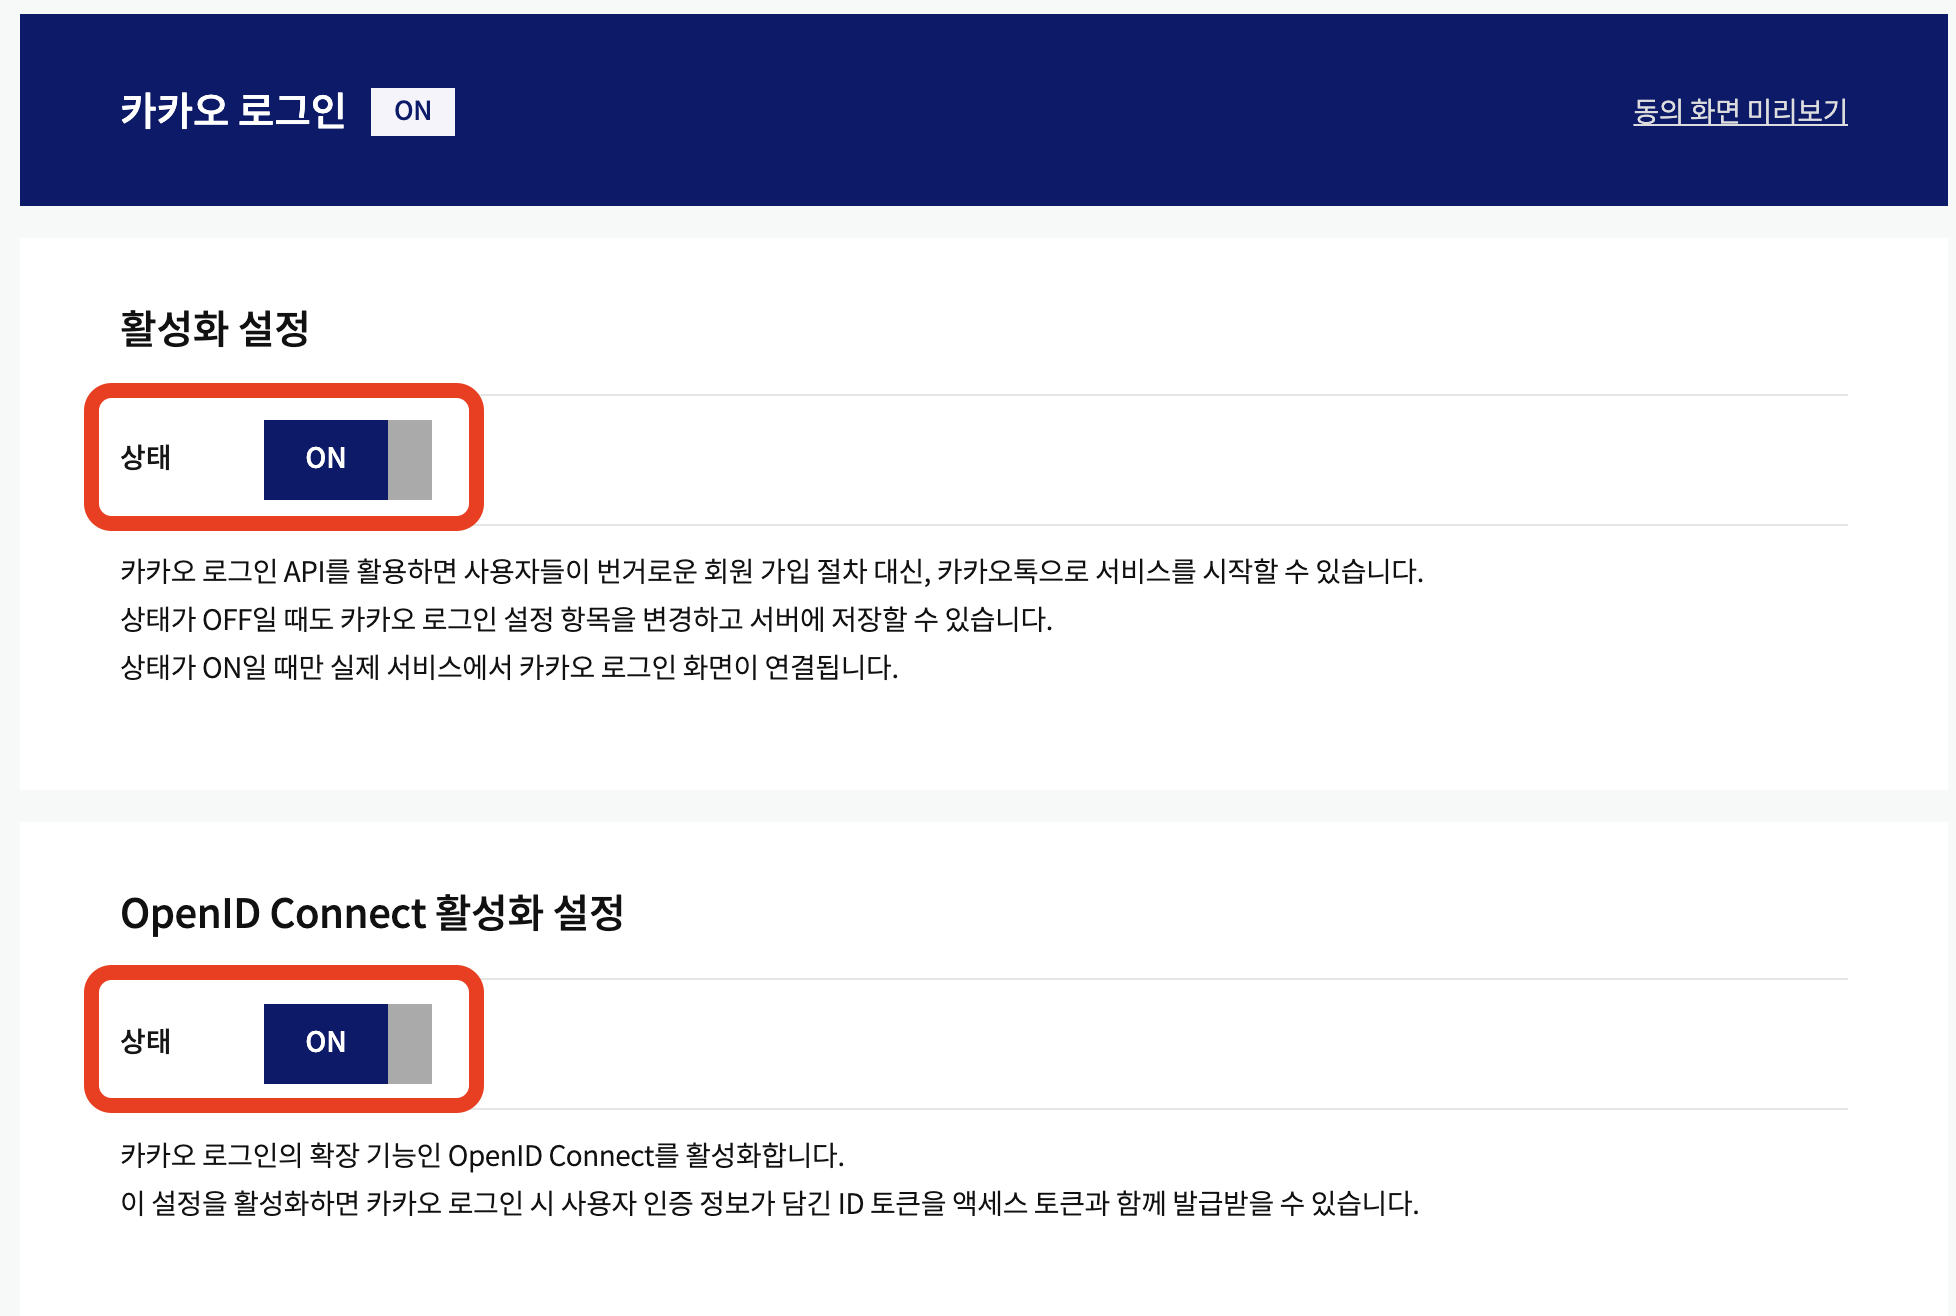 카카오 로그인 ON
동의 화면 미리보기
활성화 설정
상태 ON
카카오 로그인 API를 활용하면 사용자들이 번거로운 회원 가입 절차 대신, 카카오톡으로 서비스를 시작할 수 있습니다.
상태가 OFF일 때도 카카오 로그인 설정 항목을 변경하고 서버에 저장할 수 있습니다.
상태가 ON일 때만 실제 서비스에서 카카오 로그인 화면이 연결됩니다.
OpenID Connect 활성화 설정
상태 ON
카카오 로그인의 확장 기능인 OpenID Connect를 활성화합니다.
이 설정을 활성화하면 카카오 로그인 시 사용자 인증 정보가 담긴 ID 토큰을 액세스 토큰과 함께 발급받을 수 있습니다.